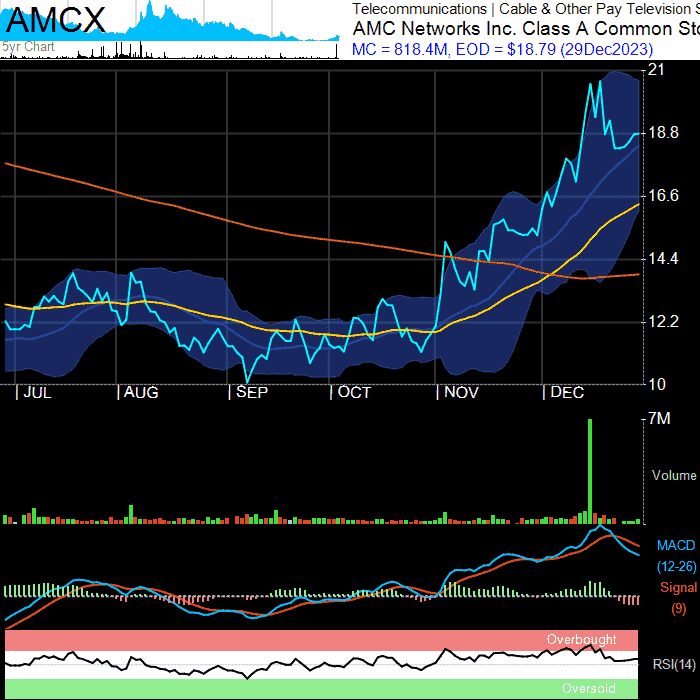 AMCX
5yr Chart
Telecommunications | Cable & Other Pay Television S
AMC Networks Inc. Class A Common Sto
MC = 818.4M, EOD = $18.79 (29Dec2023)
21
18.8
16.6
14.4
12.2
10
| JUL | AUG | SEP | OCT | NOV | DEC
7M
Volume
MACD
(12-26)
Signal
(9)
Overbought
RSI(14)
Oversold